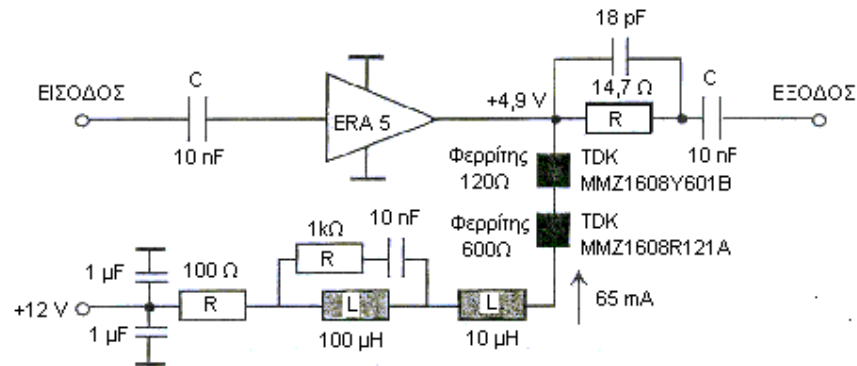 18 pF
ΕΙΣΟΔΟΣ
C
10 nF
ERA 5
+4,9 V
14,7 Ω
R
C
10 nF
ΕΞΟΔΟΣ
Φερρίτης
120Ω
TDK
MMZ1608Y601B
Φερρίτης
600Ω
TDK
MMZ1608R121A
65 mA
1kΩ
R
10 nF
1 μF
100 Ω
R
+12 V
1 μF
L
100 μH
L
10 μH